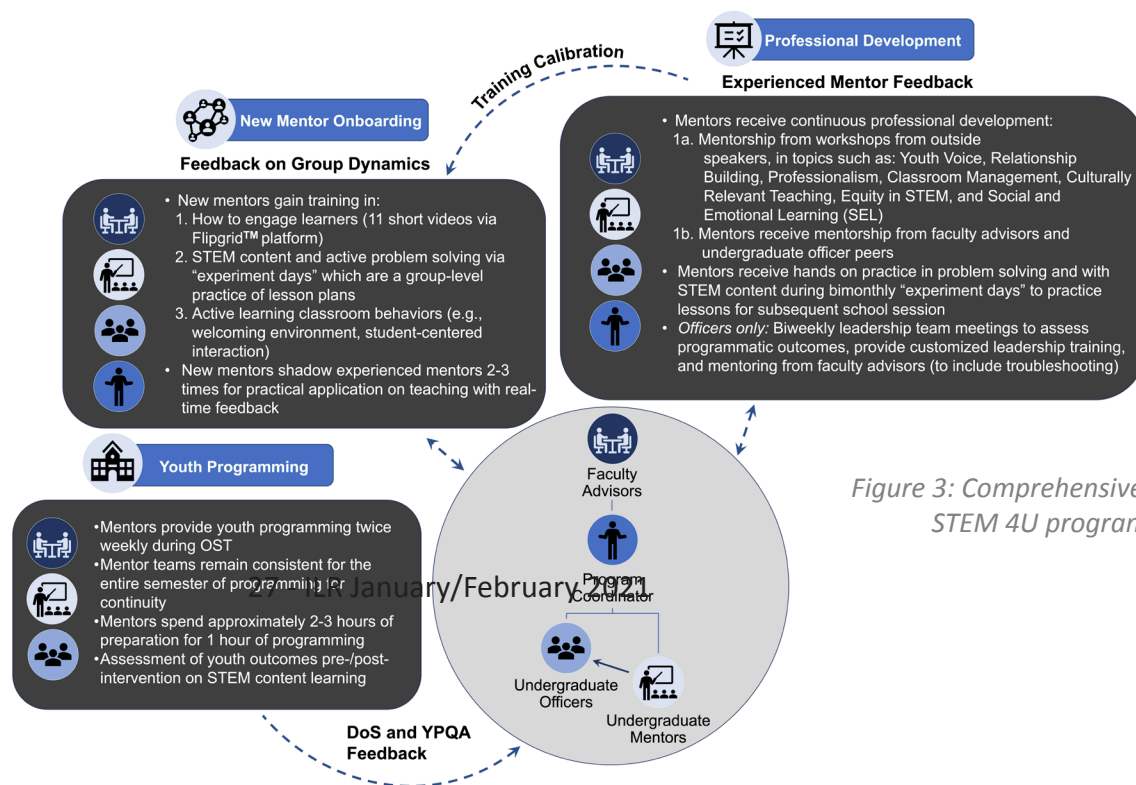 Professional Development
Experienced Mentor Feedback
• Mentors receive continuous professional development:
1a. Mentorship from workshops from outside
speakers, in topics such as: Youth Voice, Relationship
Building, Professionalism, Classroom Management, Culturally
Relevant Teaching, Equity in STEM, and Social and
Emotional Learning (SEL)
1b. Mentors receive mentorship from faculty advisors and
undergraduate officer peers
• Mentors receive hands on practice in problem solving and with
STEM content during bimonthly “experiment days” to practice
lessons for subsequent school session
• Officers only: Biweekly leadership team meetings to assess
programmatic outcomes, provide customized leadership training,
and mentoring from faculty advisors (to include troubleshooting)
Training Calibration
New Mentor Onboarding
Feedback on Group Dynamics
• New mentors gain training in:
1. How to engage learners (11 short videos via
Flipgrid™ platform)
2. STEM content and active problem solving via
“experiment days” which are a group-level
practice of lesson plans
3. Active learning classroom behaviors (e.g.,
welcoming environment, student-centered
interaction)
• New mentors shadow experienced mentors 2-3
times for practical application on teaching with real-
time feedback
Youth Programming
•Mentors provide youth programming twice
weekly during OST
•Mentor teams remain consistent for the
entire semester of programming for
continuity
•Mentors spend approximately 2-3 hours of
preparation for 1 hour of programming
•Assessment of youth outcomes pre-/post-
intervention on STEM content learning
DoS and YPQA
Feedback
Faculty
Advisors
Program
Coordinator
Undergraduate
Officers
Undergraduate
Mentors
27 - ILR January/February 2021
Figure 3: Comprehensive
STEM 4U program